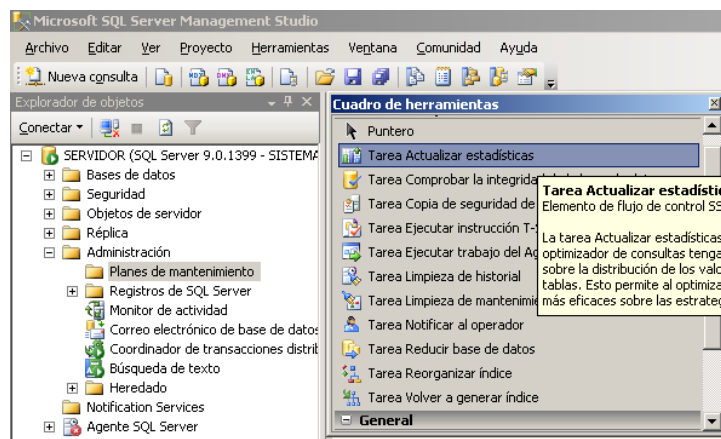 Microsoft SQL Server Management Studio
Archivo Editar Ver Proyecto Herramientas Ventana Comunidad Ayuda
Nueva consulta
Explorador de objetos
Conectar
SERVIDOR (SQL Server 9.0.1399 - SISTEMA
Bases de datos
Seguridad
Objetos de servidor
Réplica
Administración
Planes de mantenimiento
Registros de SQL Server
Monitor de actividad
Correo electrónico de base de datos
Coordinador de transacciones distrib
Búsqueda de texto
Heredado
Notification Services
Agente SQL Server
Cuadro de herramientas
Puntero
Tarea Actualizar estadísticas
Tarea Comprobar la integridad
Tarea Copia de seguridad de
Tarea Ejecutar instrucción T-S
Tarea Ejecutar trabajo del Ag
Tarea Limpieza de historial
Tarea Limpieza de mantenimie
Tarea Notificar al operador
Tarea Reducir base de datos
Tarea Reorganizar índice
Tarea Volver a generar índice
General
Tarea Actualizar estadístic
Elemento de flujo de control SS
La tarea Actualizar estadísticas
optimizador de consultas tenga
sobre la distribución de los valo
tablas. Esto permite al optimiza
más eficaces sobre las estrateg